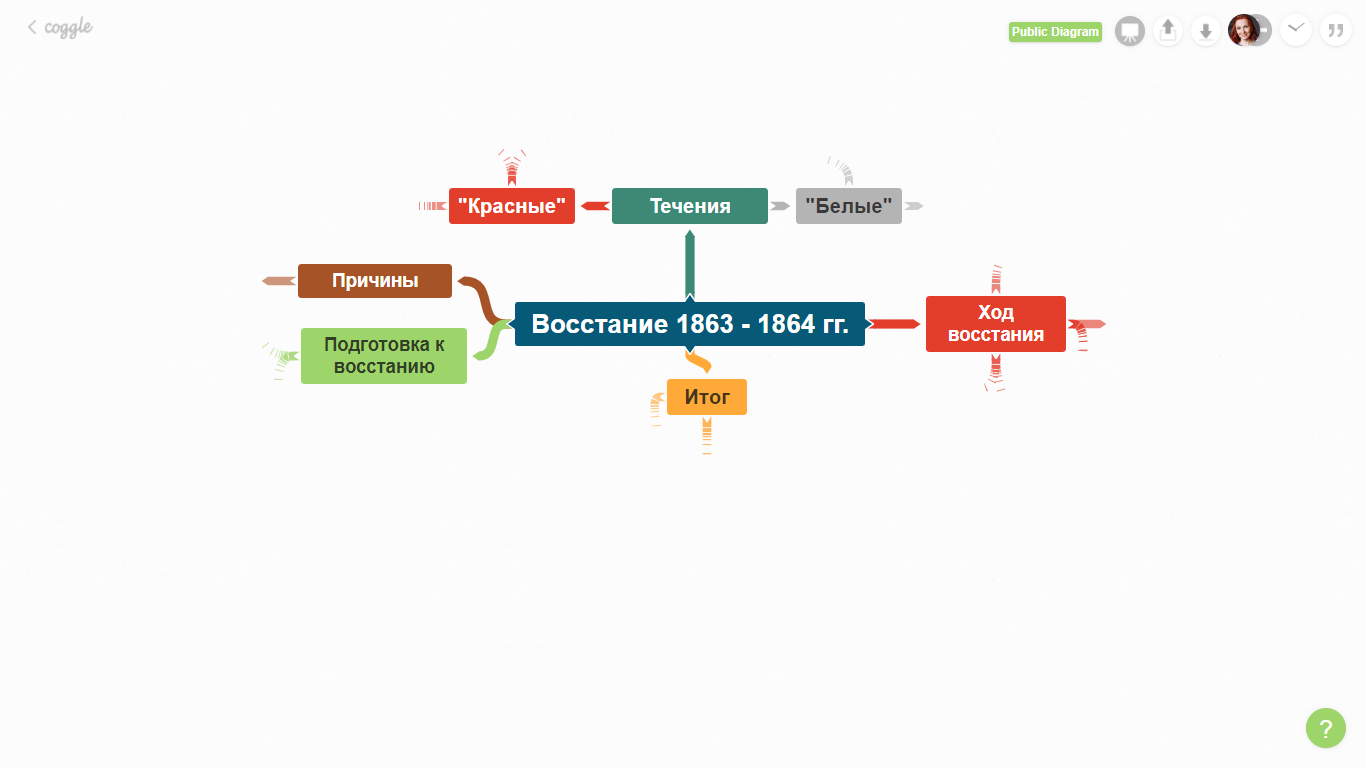 coggle
Public Diagram
"Красные"
Течения
"Белые"
Причины
Восстание 1863 - 1864 гг.
Ход
восстания
Подготовка к
восстанию
Итог
?